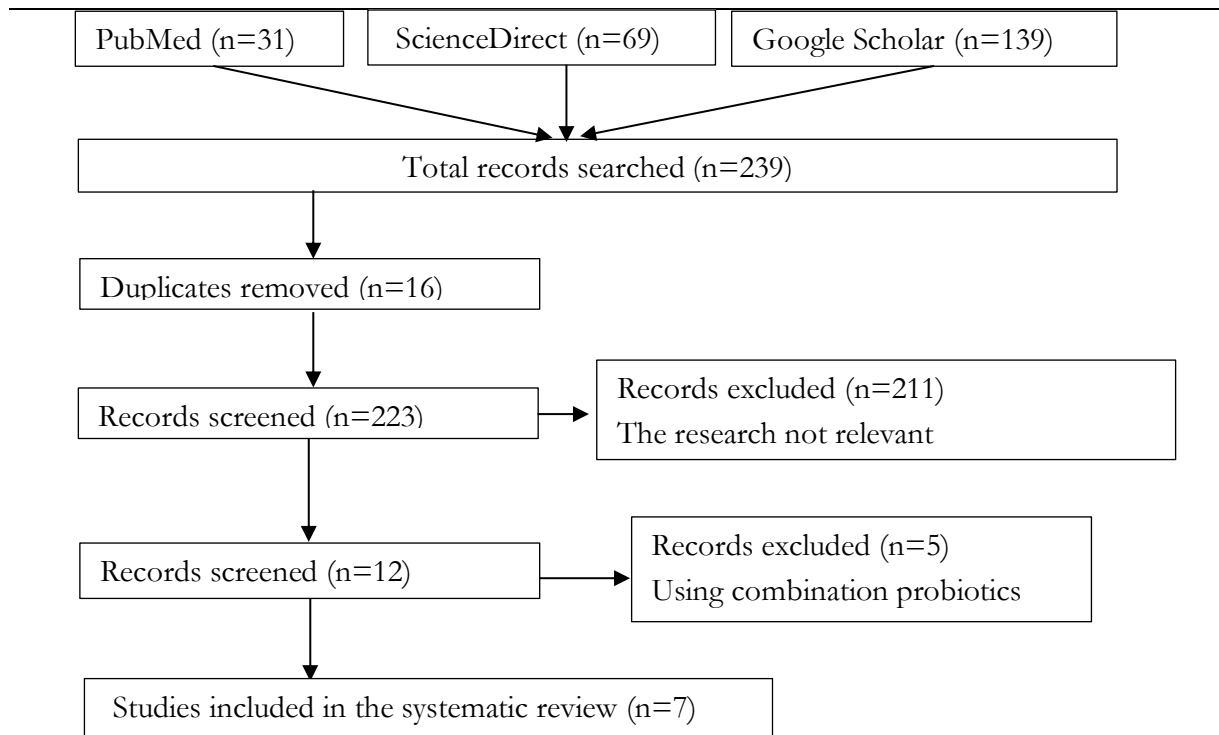 PubMed (n=31)
ScienceDirect (n=69)
Google Scholar (n=139)
Total records searched (n=239)
Duplicates removed (n=16)
Records screened (n=223)
Records excluded (n=211)
The research not relevant
Records screened (n=12)
Records excluded (n=5)
Using combination probiotics
Studies included in the systematic review (n=7)